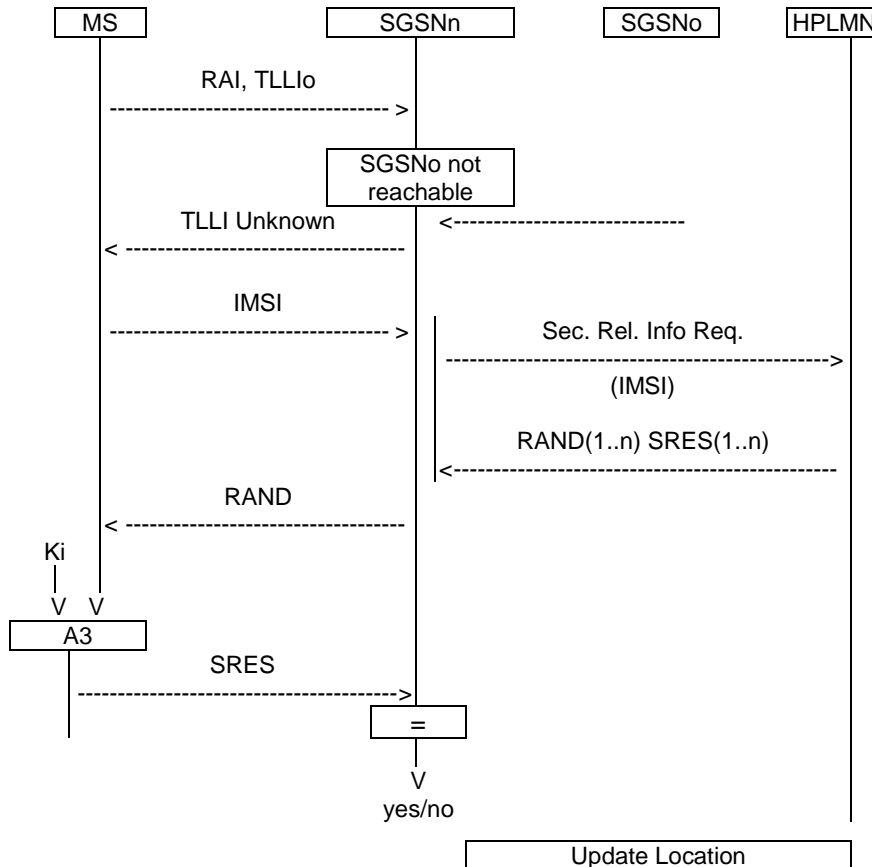 MS SGSNn SGSNo HPLMN
RAI, TLLIo
SGSNo not
reachable
TLLI Unknown
IMSI
Sec. Rel. Info Req.
(IMSI)
RAND(1..n) SRES(1..n)
RAND
Ki
V V
A3
SRES
=
V
yes/no
Update Location